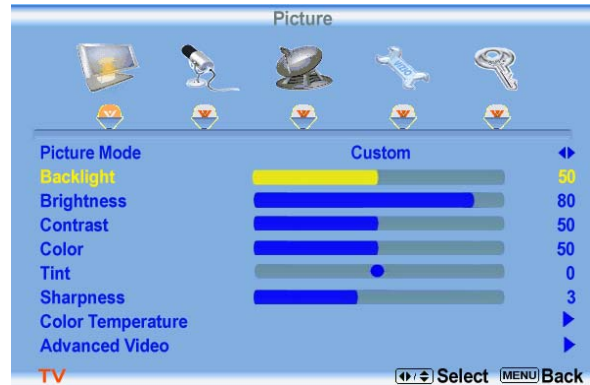 Picture
Picture Mode Custom
Backlight 50
Brightness 80
Contrast 50
Color 50
Tint 0
Sharpness 3
Color Temperature
Advanced Video
TV Select MENU Back